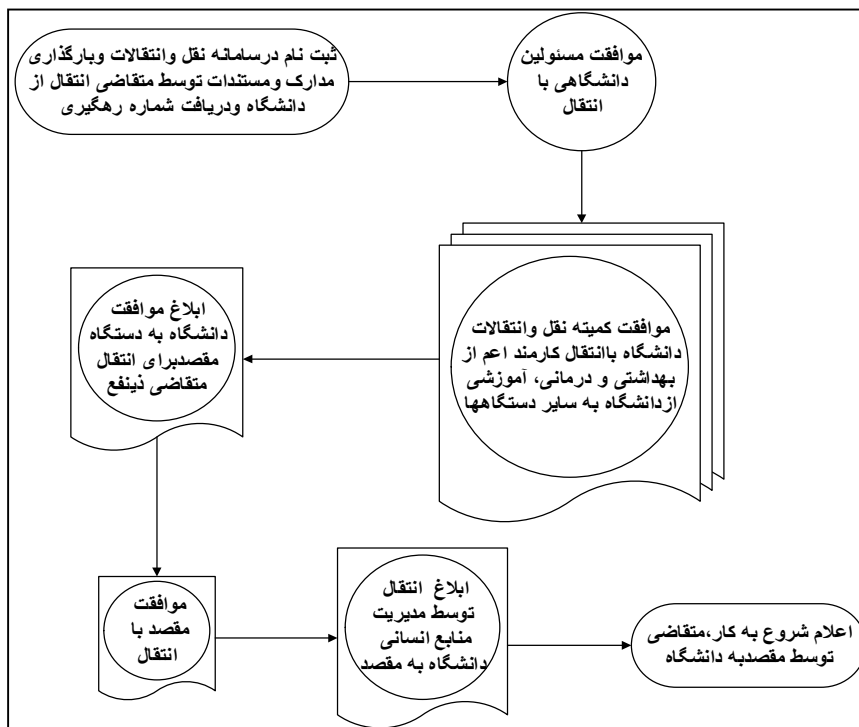 ثبت نام درسامانه نقل وانتقالات وبارگذاری
مدارک ومستندات توسط متقاضی انتقال از
دانشگاه ودریافت شماره رهگیری
موافقت مسئولین
دانشگاهی با
انتقال
موافقت کمیته نقل وانتقالات
دانشگاه باانتقال کارمند اعم از
بهداشتی و درمانی، آموزشی
ازدانشگاه به سایر دستگاهها
ابلاغ موافقت
دانشگاه به دستگاه
مقصدبرای انتقال
متقاضی ذینفع
موافقت
مقصد با
انتقال
ابلاغ انتقال
توسط مدیریت
منابع انسانی
دانشگاه به مقصد
اعلام شروع به کار،متقاضی
توسط مقصدبه دانشگاه